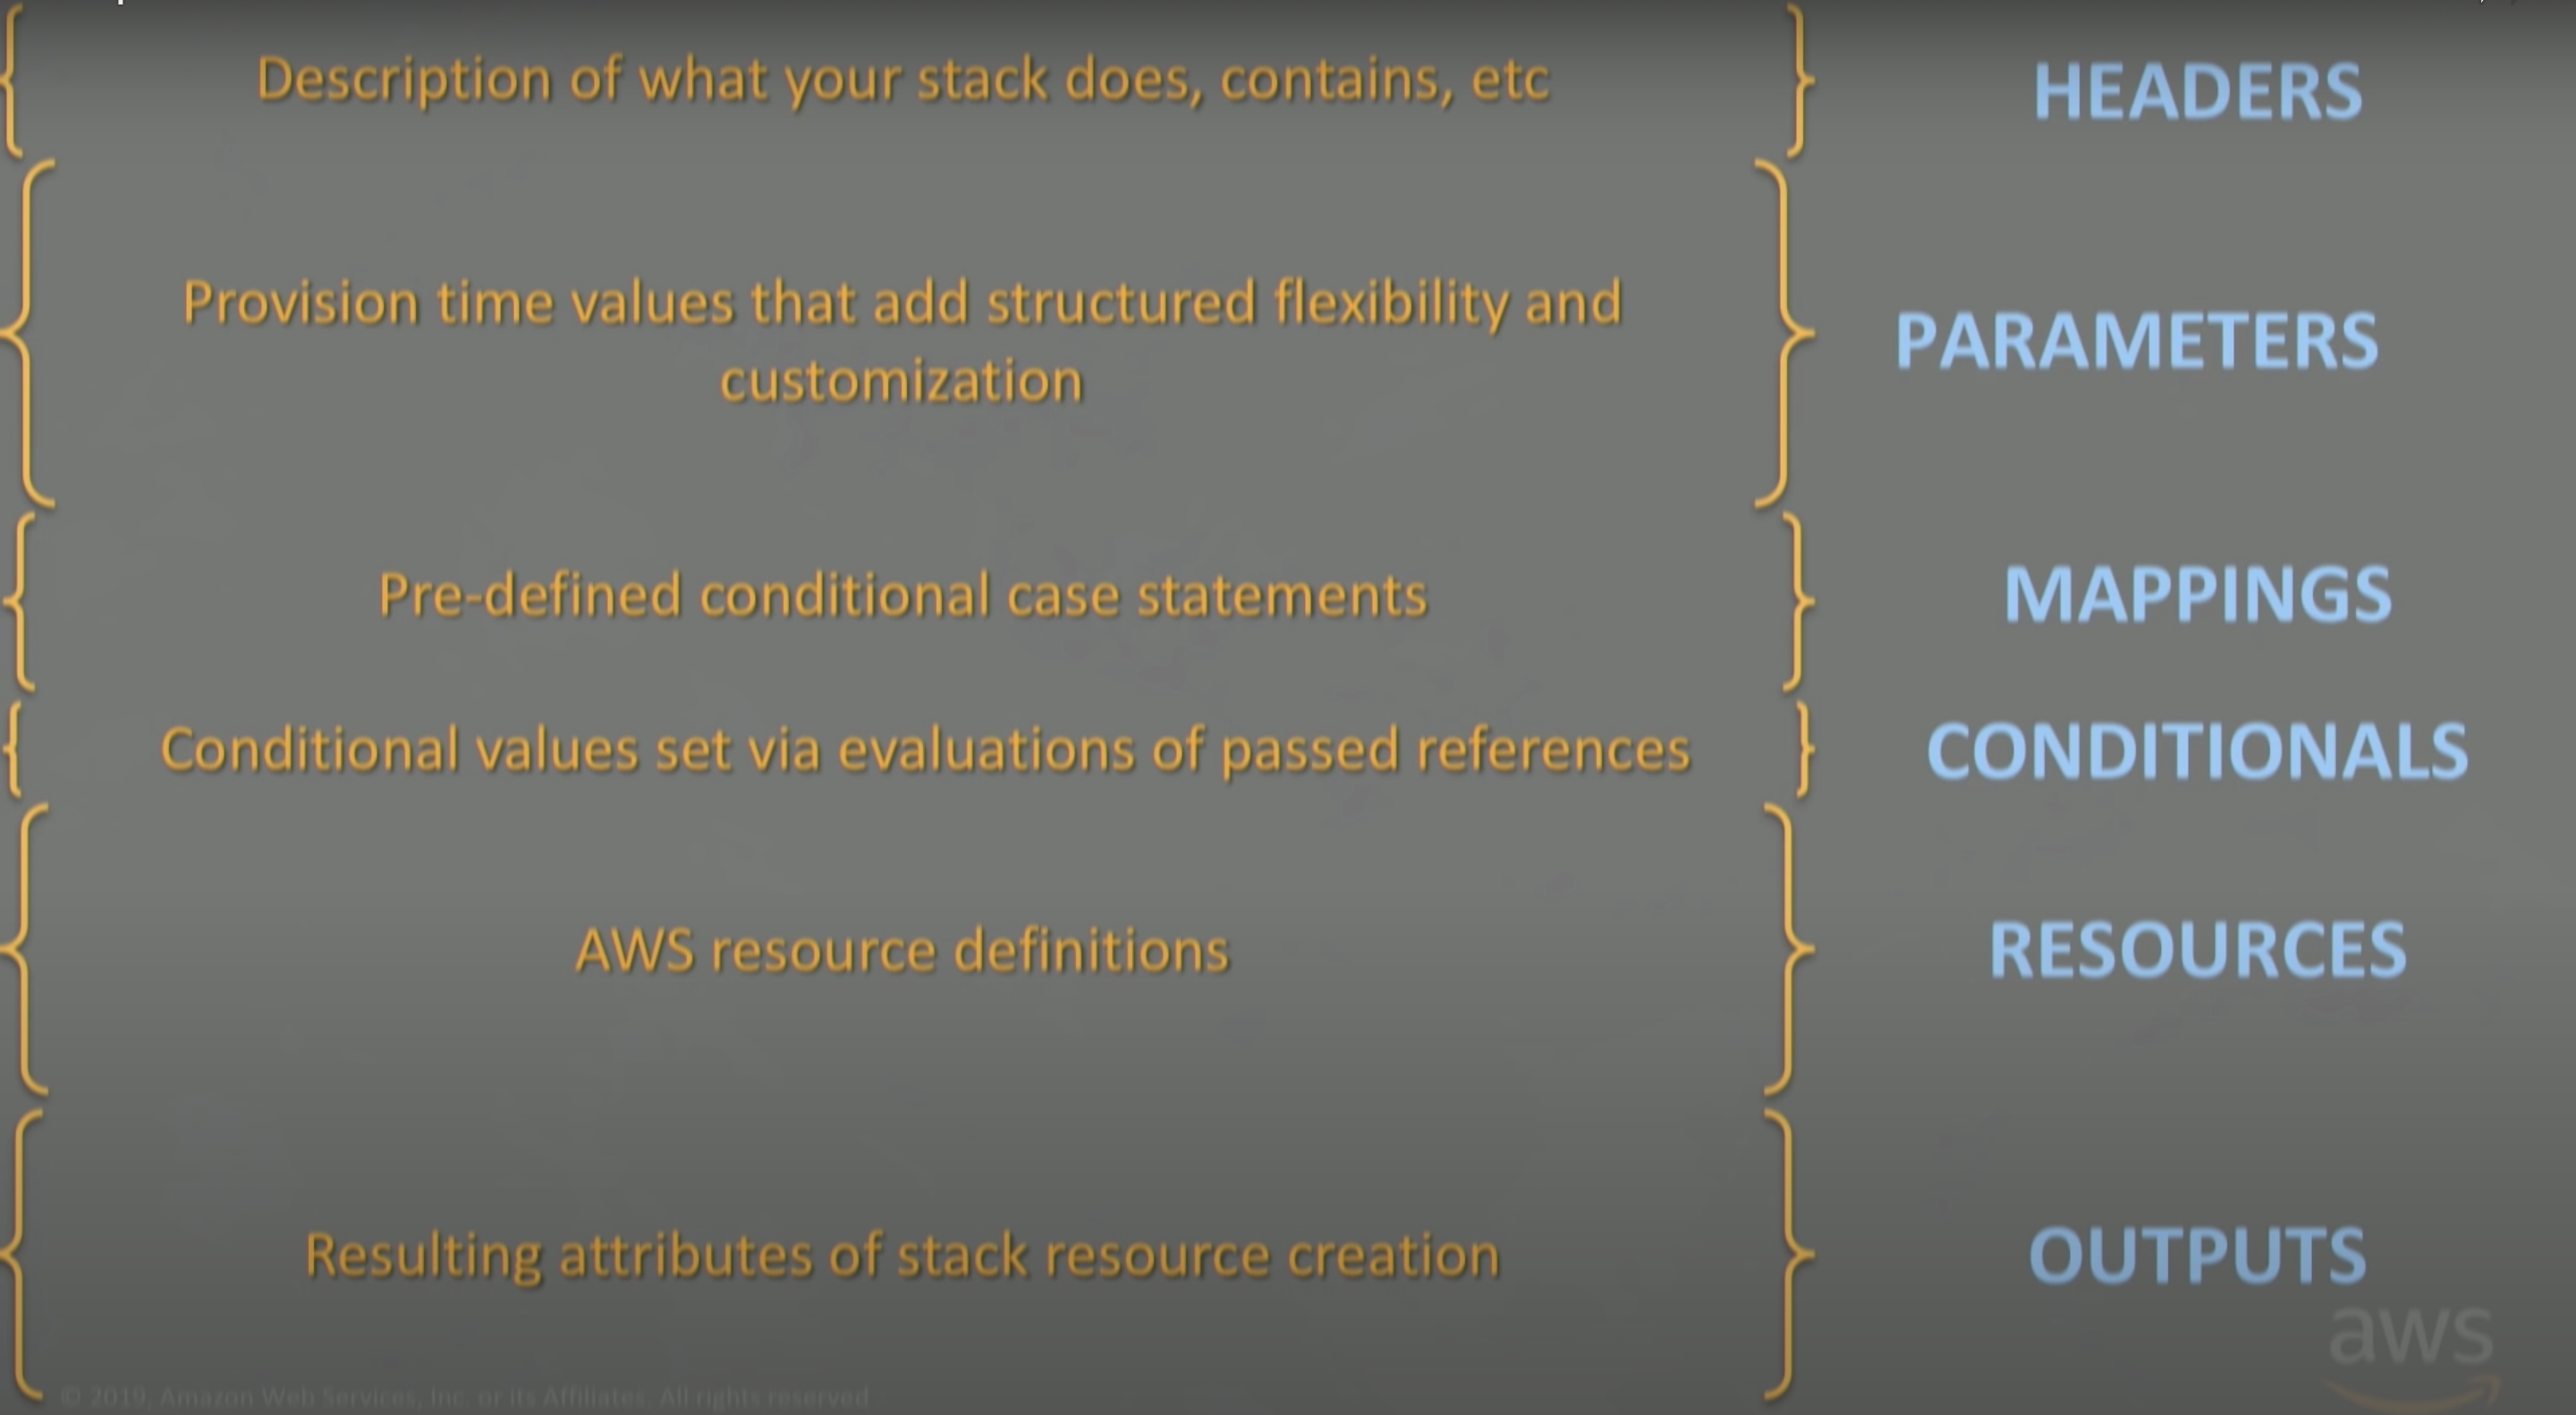 Description of what your stack does, contains, etc
HEADERS
Provision time values that add structured flexibility and
customization
PARAMETERS
Pre-defined conditional case statements
MAPPINGS
Conditional values set via evaluations of passed references
CONDITIONALS
AWS resource definitions
RESOURCES
Resulting attributes of stack resource creation
OUTPUTS
aws
© 2019, Amazon Web Services, Inc. or its Affiliates. All rights reserved